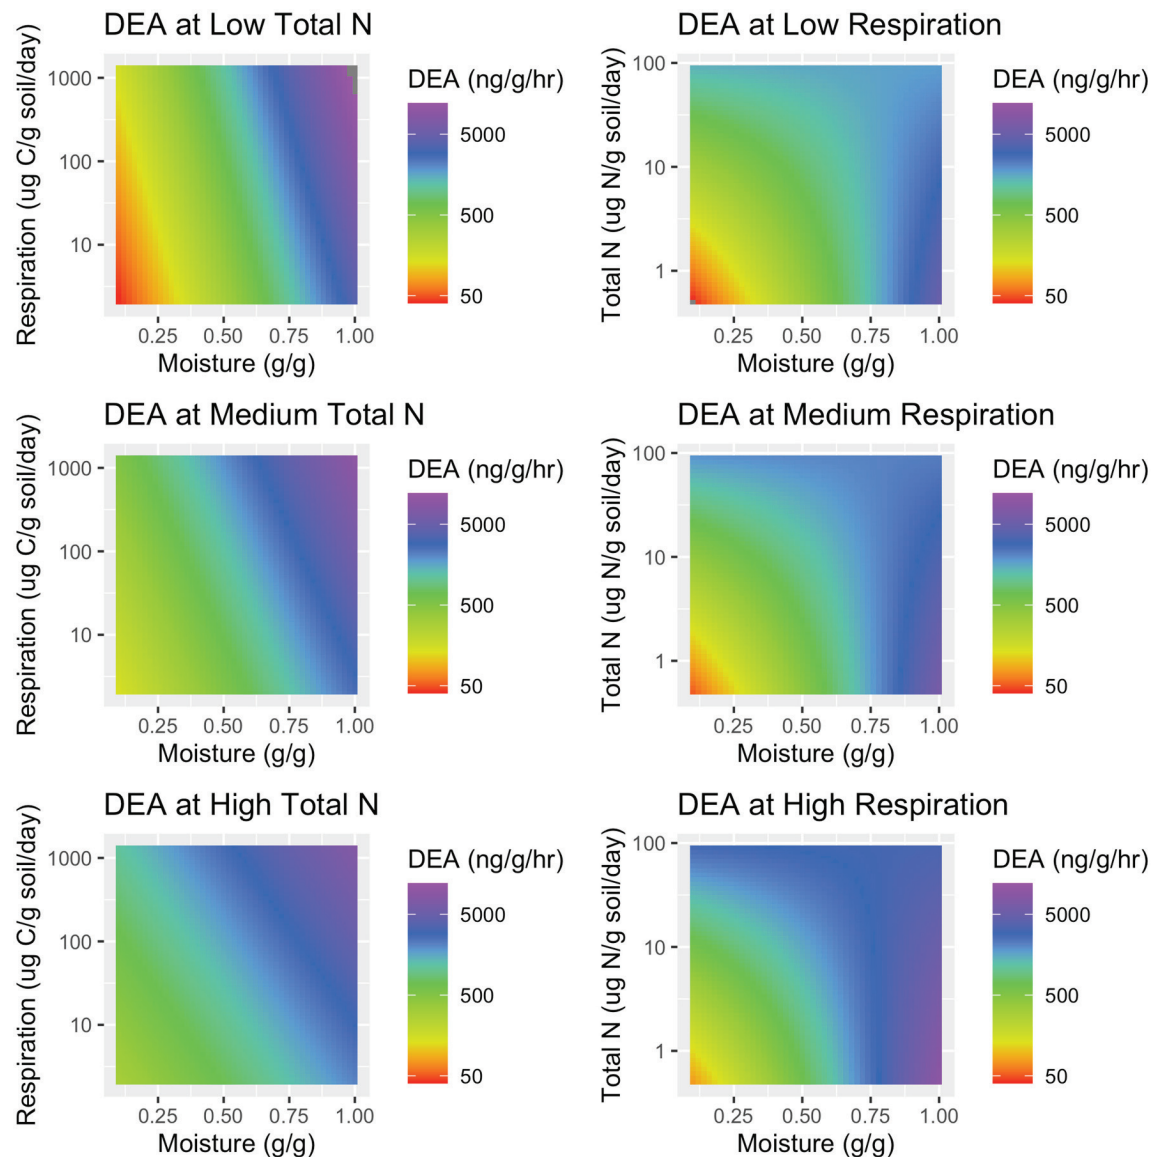 DEA at Low Total N
Respiration (ug C/g soil/day)
1000
100
10
0.25 0.50 0.75 1.00
Moisture (g/g)
DEA (ng/g/hr)
5000
500
50
DEA at Low Respiration
Total N (ug N/g soil/day)
100
10
1
0.25 0.50 0.75 1.00
Moisture (g/g)
DEA (ng/g/hr)
5000
500
50
DEA at Medium Total N
Respiration (ug C/g soil/day)
1000
100
10
0.25 0.50 0.75 1.00
Moisture (g/g)
DEA (ng/g/hr)
5000
500
50
DEA at Medium Respiration
Total N (ug N/g soil/day)
100
10
1
0.25 0.50 0.75 1.00
Moisture (g/g)
DEA (ng/g/hr)
5000
500
50
DEA at High Total N
Respiration (ug C/g soil/day)
1000
100
10
0.25 0.50 0.75 1.00
Moisture (g/g)
DEA (ng/g/hr)
5000
500
50
DEA at High Respiration
Total N (ug N/g soil/day)
100
10
1
0.25 0.50 0.75 1.00
Moisture (g/g)
DEA (ng/g/hr)
5000
500
50